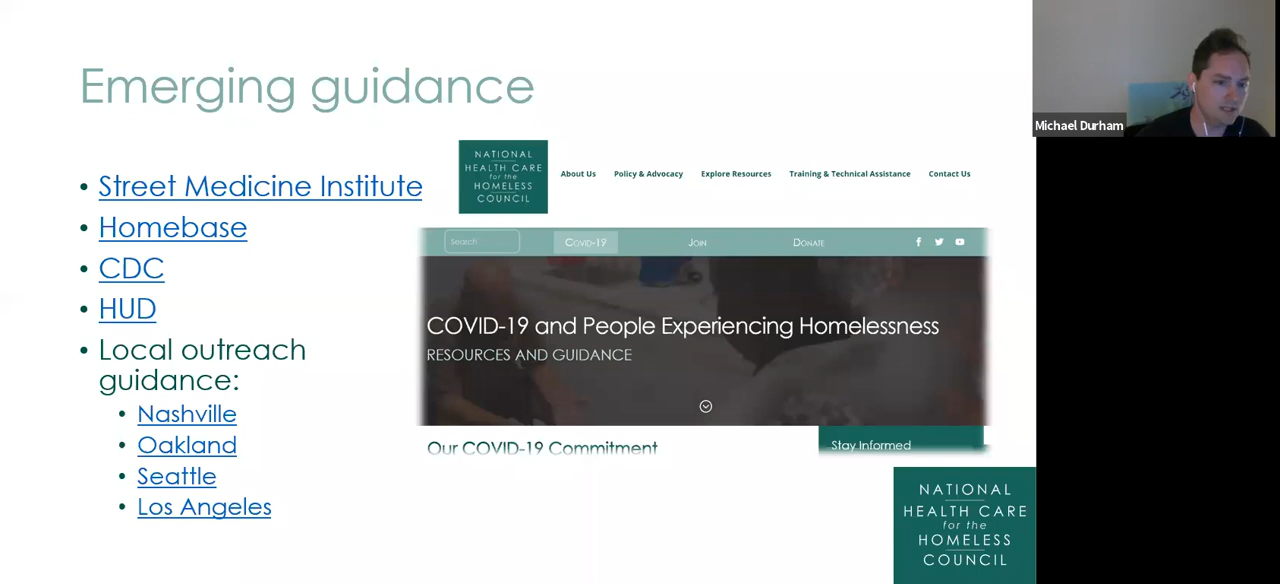 Emerging guidance
• Street Medicine Institute
• Homebase
• CDC
• HUD
• Local outreach
guidance:
• Nashville
• Oakland
• Seattle
• Los Angeles
NATIONAL
HEALTH CARE
for the
HOMELESS
COUNCIL
About Us Policy & Advocacy Explore Resources Training & Technical Assistance Contact Us
Search COVID-19 JOIN DONATE
COVID-19 and People Experiencing Homelessness
RESOURCES AND GUIDANCE
Our COVID-19 Commitment
Stay Informed
NATIONAL
HEALTH CARE
for the
HOMELESS
COUNCIL
Michael Durham